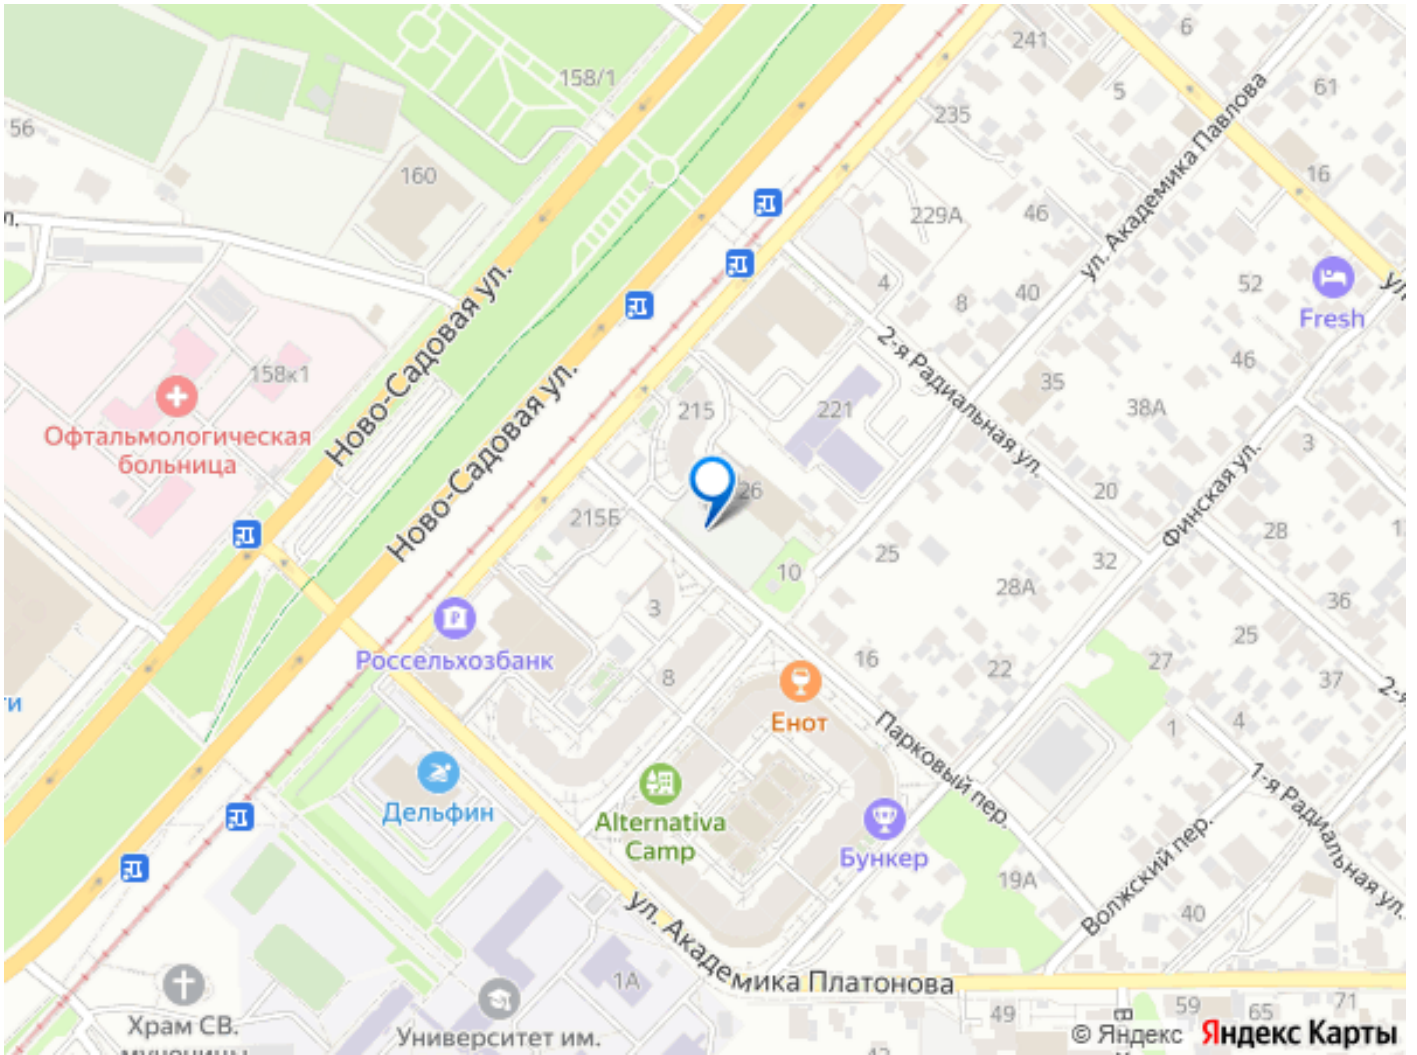 241
6
158/1
5
61
235
56
160
16
ул. Академика Павлова
229А
46
4
8
40
52
Fresh
Ново-Садовая ул.
158к1
Офтальмологическая
больница
215
221
2-я Радиальная ул.
35
38А
46
3
Ново-Садовая ул.
26
20
Финская ул.
28
215Б
25
32
10
28А
36
3
25
Россельхозбанк
8
16
22
27
37
Енот
Парковый пер.
1
4
1-я Радиальная ул.
Дельфин
Alternativa
Camp
Бункер
Волжский пер.
19А
40
ул. Академика Платонова
1А
Храм СВ.
Университет им.
49
59
65
71
© Яндекс Яндекс Карты